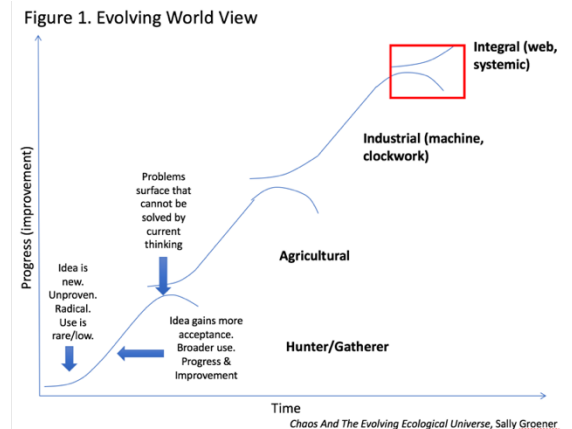 Figure 1. Evolving World View
Integral (web,
systemic)
Industrial (machine,
clockwork)
Problems
surface that
cannot be
solved by
current
thinking
Agricultural
Idea is
new.
Unproven.
Radical.
Use is
rare/low.
Idea gains more
acceptance.
Broader use.
Progress &
Improvement
Hunter/Gatherer
Progress (improvement)
Time
Chaos And The Evolving Ecological Universe, Sally Groener